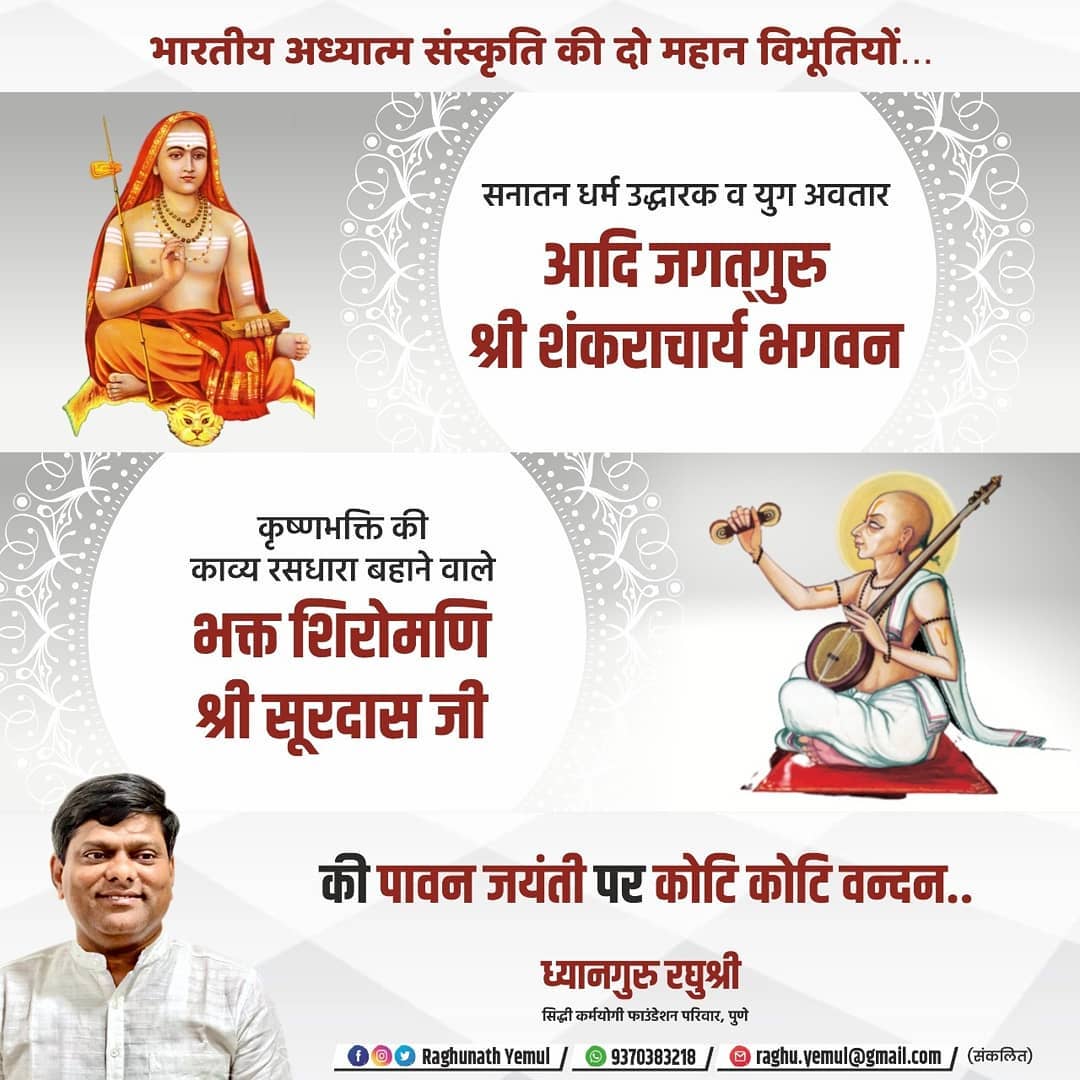 भारतीय अध्यात्म संस्कृति की दो महान विभूतियों...
सनातन धर्म उद्धारक व युग अवतार
आदि जगत्गुरु
श्री शंकराचार्य भगवन
कृष्णभक्ति की
काव्य रसधारा बहाने वाले
भक्त शिरोमणि
श्री सूरदास जी
की पावन जयंती पर कोटि कोटि वन्दन..
ध्यानगुरु रघुश्री
सिद्धी कर्मयोगी फाउंडेशन परिवार, पुणे
Raghunath Yemul / 9370383218 / raghu.yemul@gmail.com / (संकलित)